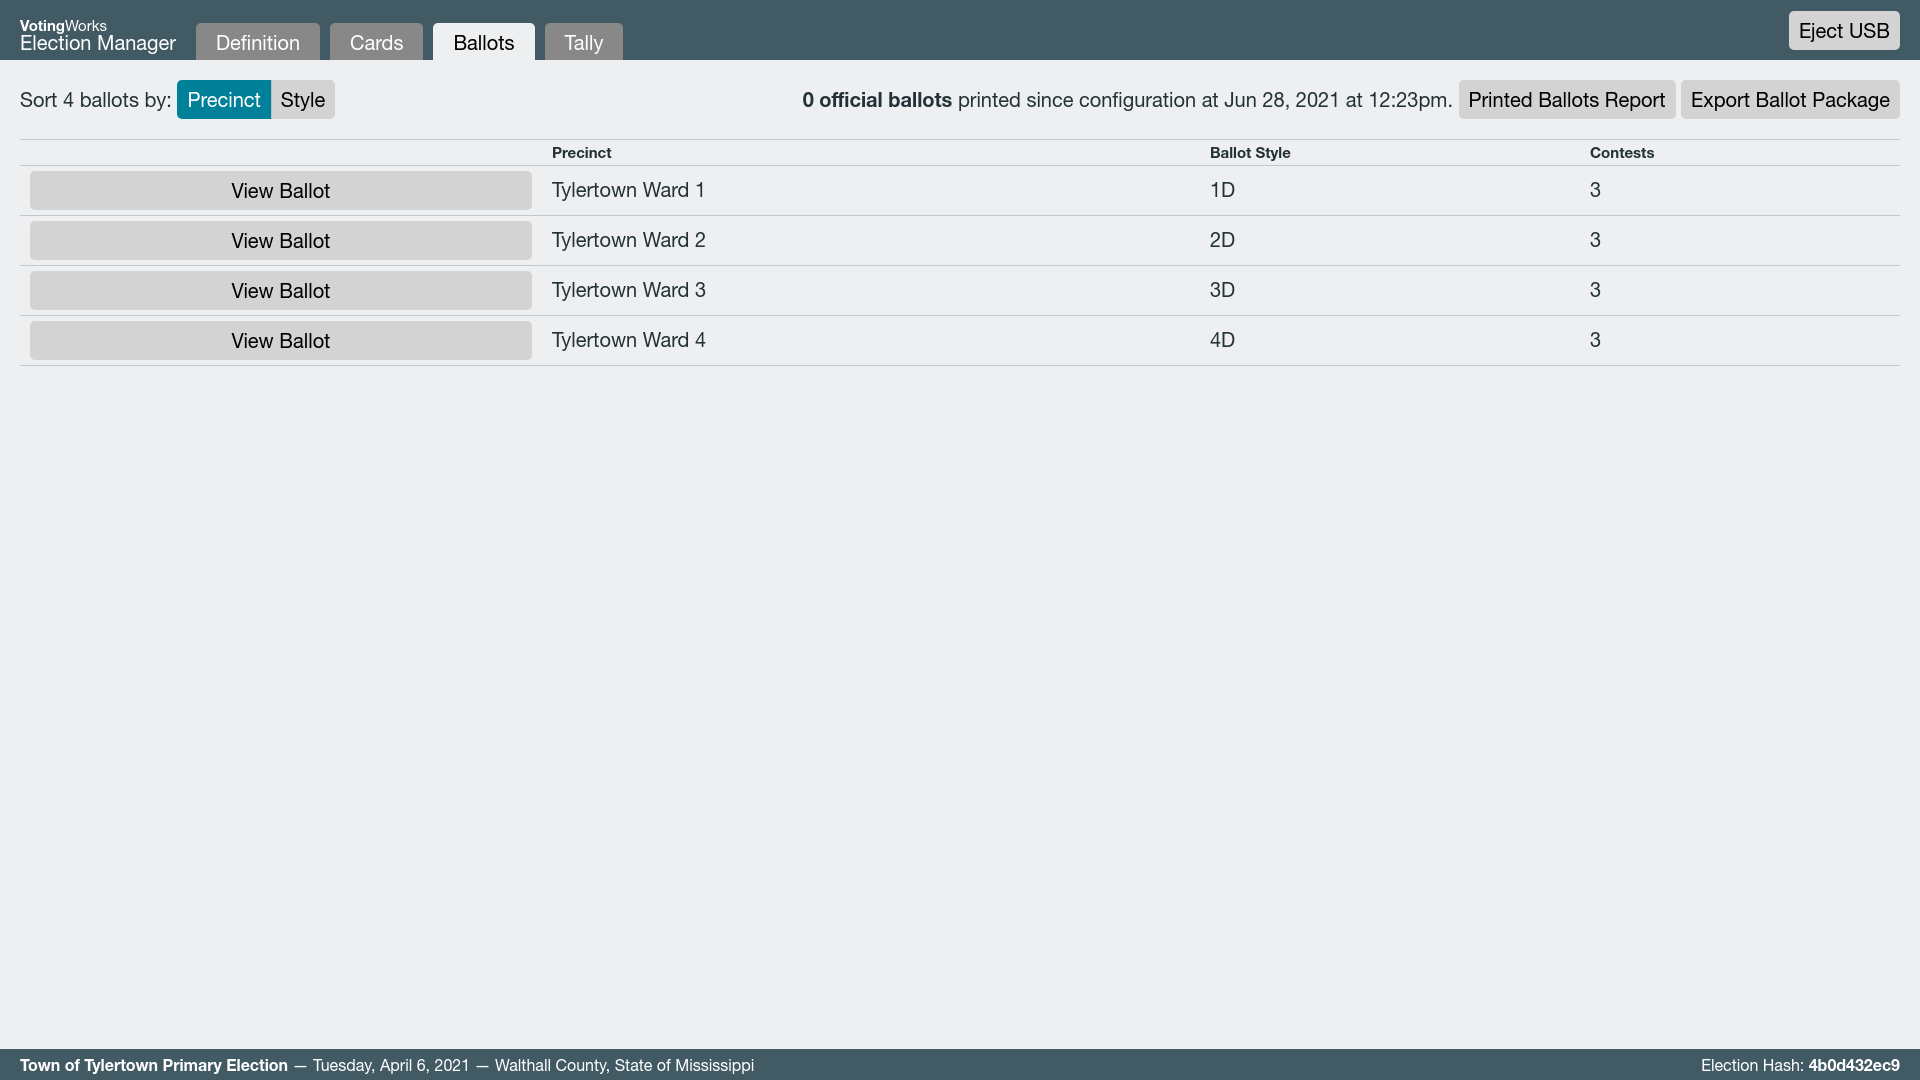 VotingWorks
Election Manager
Definition
Cards
Ballots
Tally
Eject USB
Sort 4 ballots by: Precinct Style
0 official ballots printed since configuration at Jun 28, 2021 at 12:23pm. Printed Ballots Report Export Ballot Package
Precinct Ballot Style Contests
View Ballot Tylertown Ward 1 1D 3
View Ballot Tylertown Ward 2 2D 3
View Ballot Tylertown Ward 3 3D 3
View Ballot Tylertown Ward 4 4D 3
Town of Tylertown Primary Election — Tuesday, April 6, 2021 — Walthall County, State of Mississippi
Election Hash: 4b0d432ec9